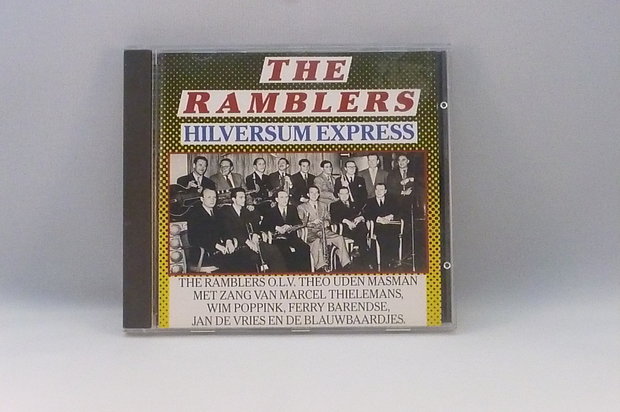 THE
RAMBLERS
HILVERSUM EXPRESS
THE RAMBLERS O.L.V. THEO UDEN MASMAN
MET ZANG VAN MARCEL THIELEMANS,
WIM POPPINK, FERRY BARENDSE,
JAN DE VRIES EN DE BLAUWBAARDJES.